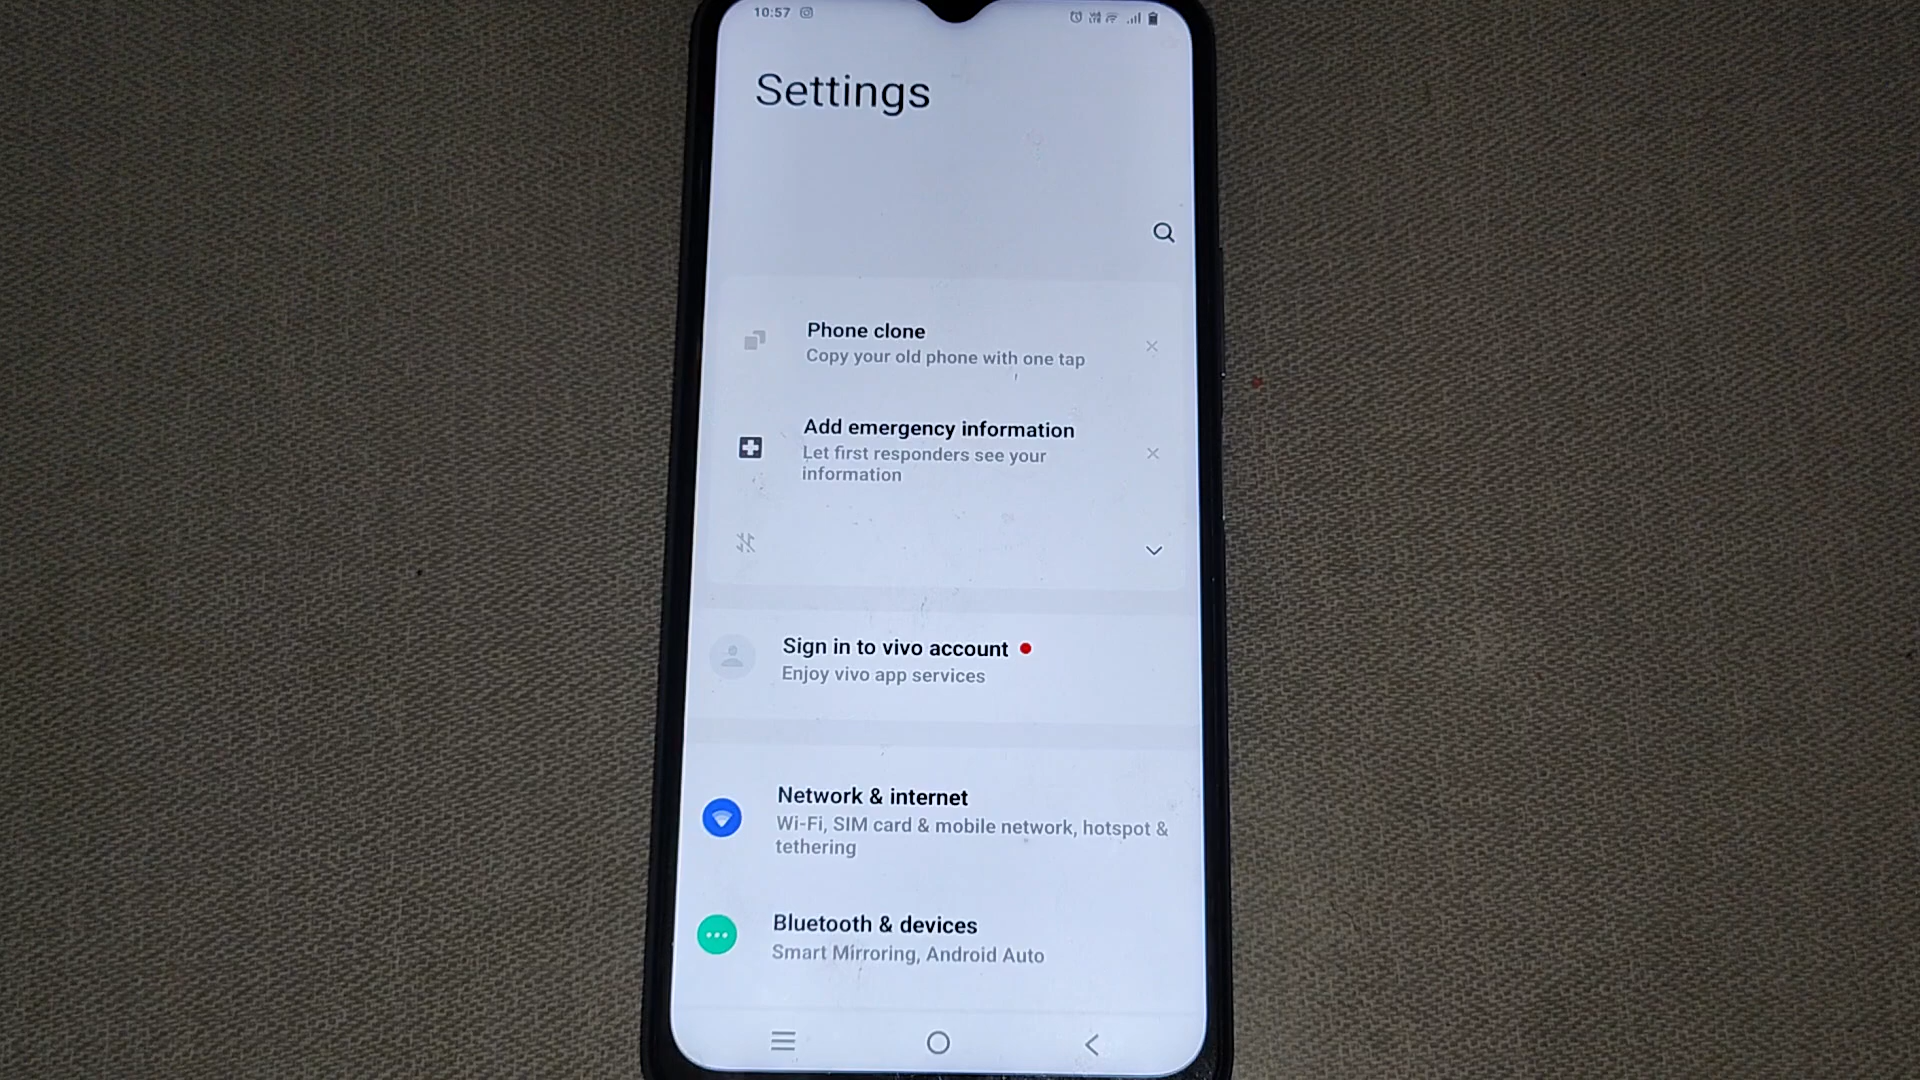 10:57
Settings
Phone clone
Copy your old phone with one tap
Add emergency information
Let first responders see your
information
Sign in to vivo account
Enjoy vivo app services
Network & internet
Wi-Fi, SIM card & mobile network, hotspot &
tethering
Bluetooth & devices
Smart Mirroring, Android Auto